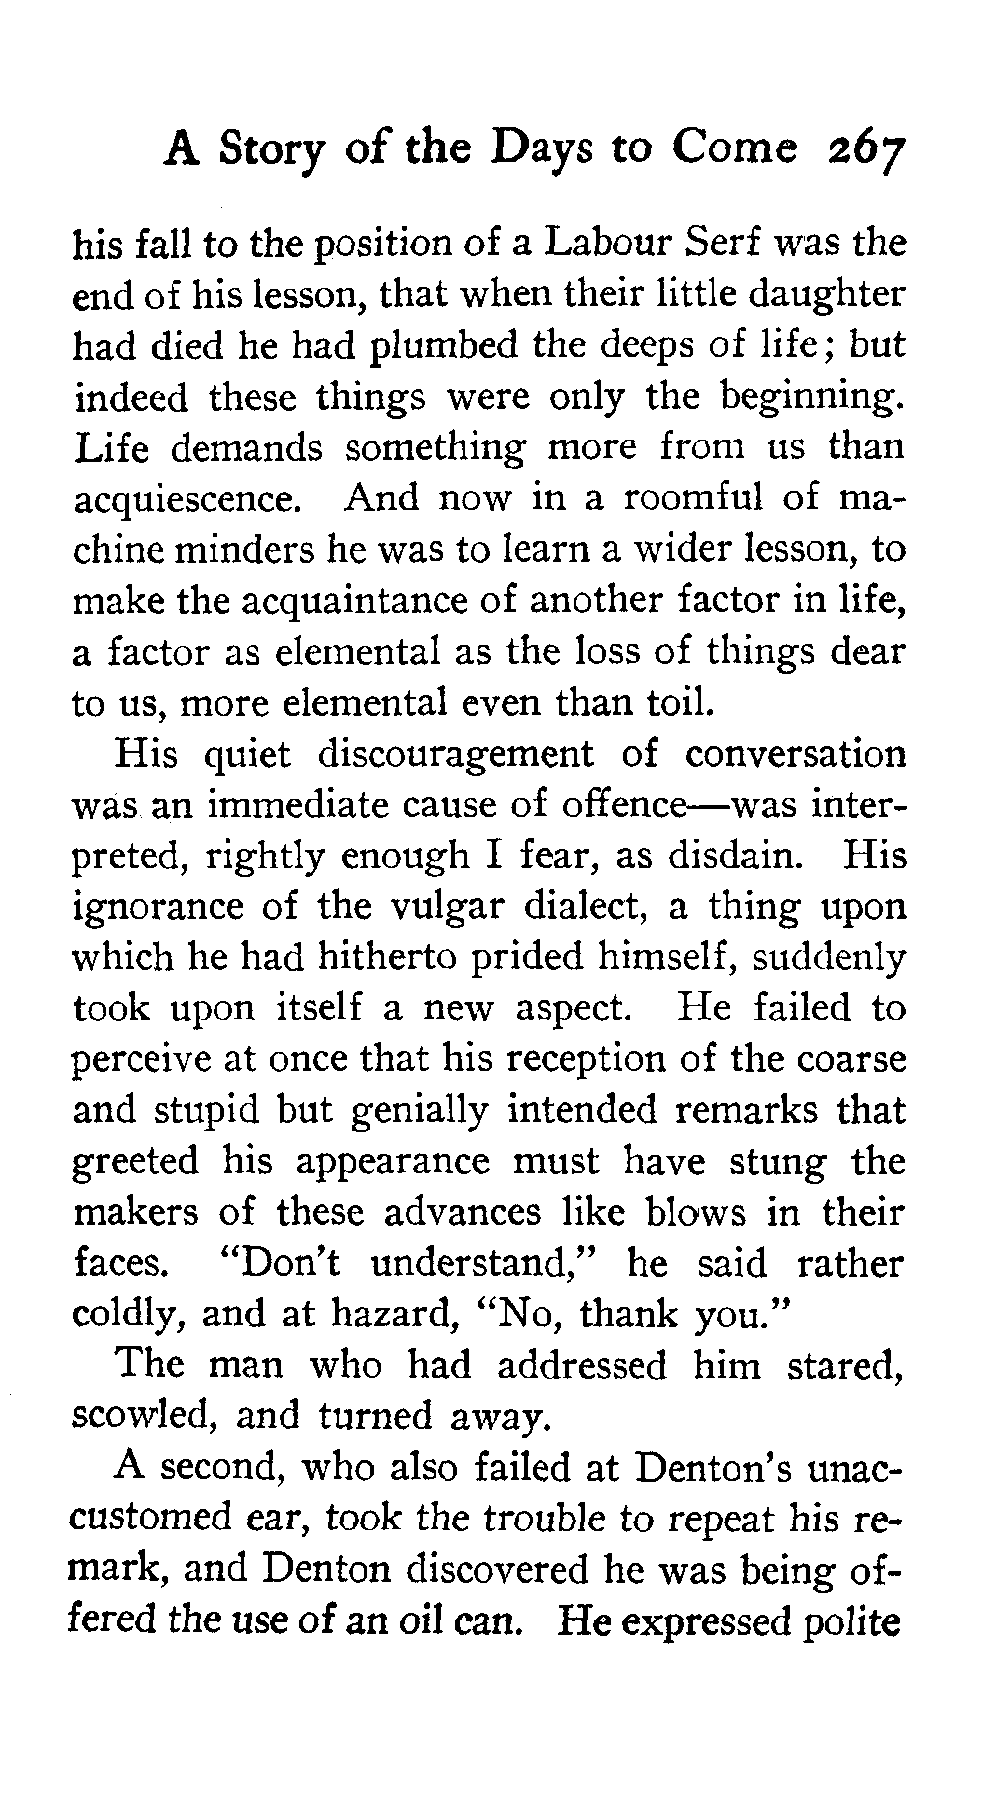 A Story of the Days to Come 267
his fall to the position of a Labour Serf was the
end of his lesson, that when their little daughter
had died he had plumbed the deeps of life; but
indeed these things were only the beginning.
Life demands something more from us than
acquiescence. And now in a roomful of ma-
chine minders he was to learn a wider lesson, to
make the acquaintance of another factor in life,
a factor as elemental as the loss of things dear
to us, more elemental even than toil.
His quiet discouragement of conversation
was an immediate cause of offence—was inter-
preted, rightly enough I fear, as disdain. His
ignorance of the vulgar dialect, a thing upon
which he had hitherto prided himself, suddenly
took upon itself a new aspect. He failed to
perceive at once that his reception of the coarse
and stupid but genially intended remarks that
greeted his appearance must have stung the
makers of these advances like blows in their
faces. “Don’t understand,” he said rather
coldly, and at hazard, “No, thank you.”
The man who had addressed him stared,
scowled, and turned away.
A second, who also failed at Denton’s unac-
customed ear, took the trouble to repeat his re-
mark, and Denton discovered he was being of-
fered the use of an oil can. He expressed polite